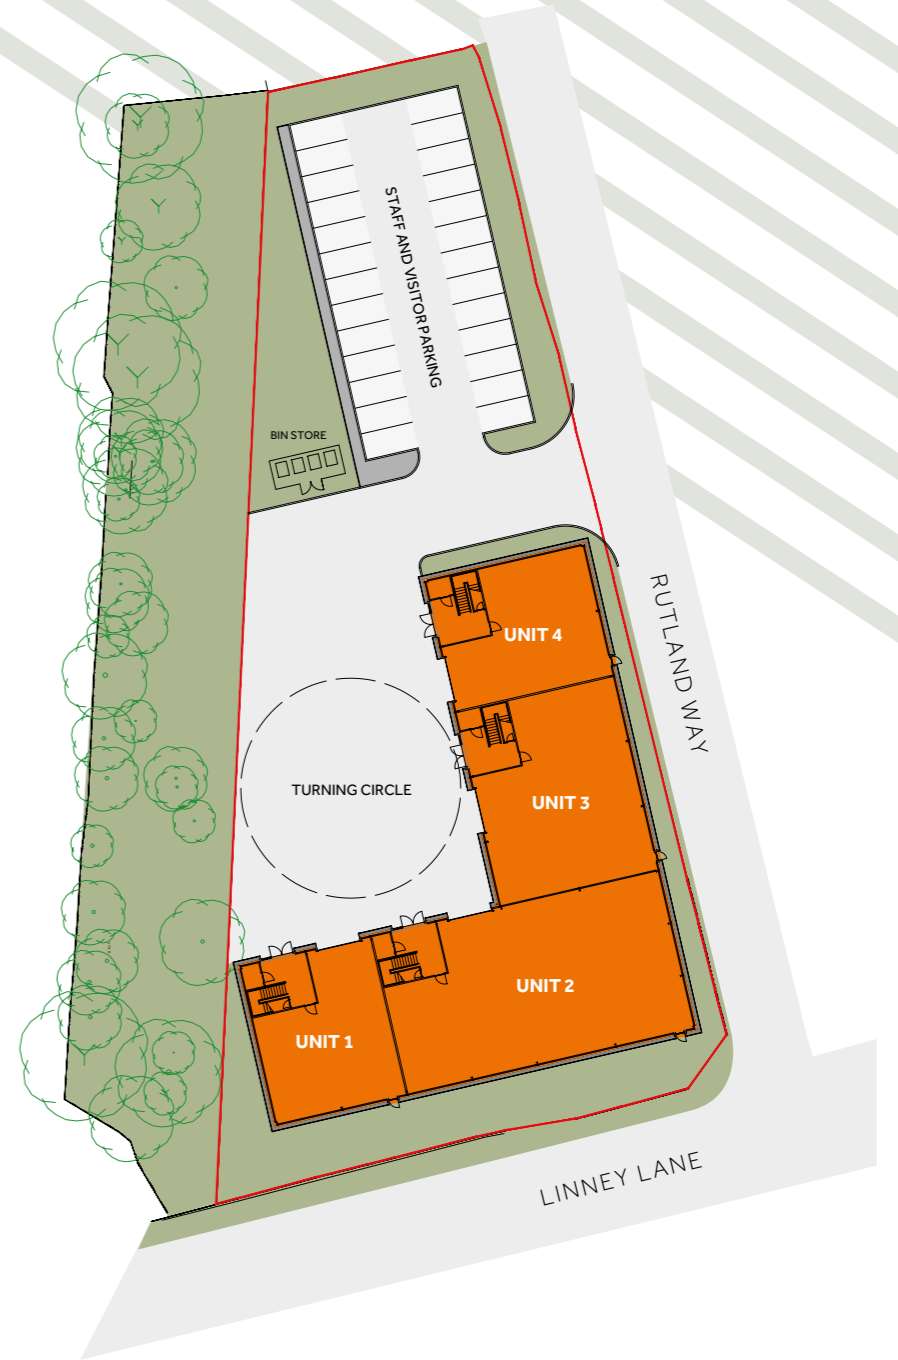 STAFF AND VISITOR PARKING
BIN STORE
UNIT 4
RUTLAND WAY
TURNING CIRCLE
UNIT 3
UNIT 2
UNIT 1
LINNEY LANE